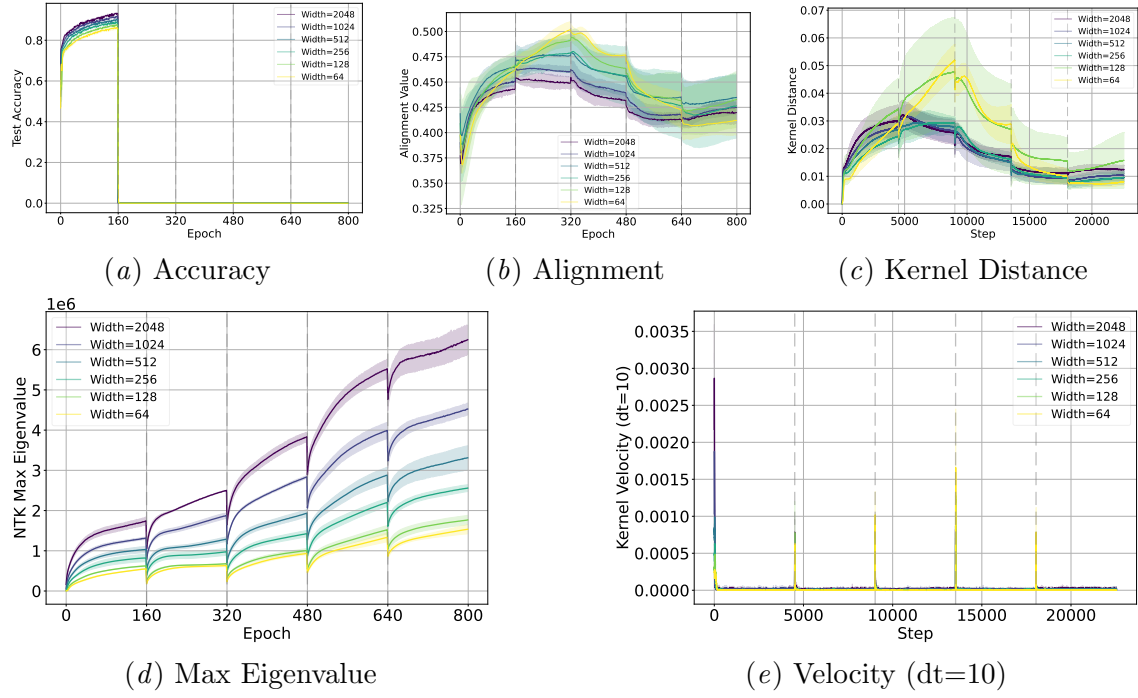 Test Accuracy
0.8
0.6
0.4
0.2
0.0
Width=2048
Width=1024
Width=512
Width=256
Width=128
Width=64
0 160 320 480 640 800
Epoch
(a) Accuracy
Alignment Value
0.500
0.475
0.450
0.425
0.400
0.375
0.350
0.325
Width=2048
Width=1024
Width=512
Width=256
Width=128
Width=64
0 160 320 480 640 800
Epoch
(b) Alignment
Kernel Distance
0.07
0.06
0.05
0.04
0.03
0.02
0.01
0.00
Width=2048
Width=1024
Width=512
Width=256
Width=128
Width=64
0 5000 10000 15000 20000
Step
(c) Kernel Distance
1e6
NTK Max Eigenvalue
6
5
4
3
2
1
0
Width=2048
Width=1024
Width=512
Width=256
Width=128
Width=64
0 160 320 480 640 800
Epoch
(d) Max Eigenvalue
Kernel Velocity (dt=10)
0.0035
0.0030
0.0025
0.0020
0.0015
0.0010
0.0005
0.0000
Width=2048
Width=1024
Width=512
Width=256
Width=128
Width=64
0 5000 10000 15000 20000
Step
(e) Velocity (dt=10)